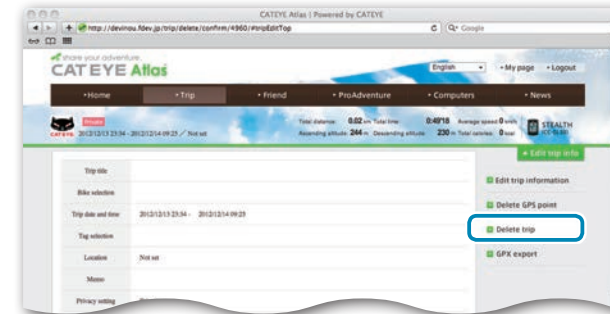 CATEYE Atlas | Powered by CATEYE
http://devinou.fdev.jp/trip/delete/confirm/4960/#tripEditTop
Google
share your adventure.
CATEYE Atlas
English
My page
Logout
Home
Trip
Friend
ProAdventure
Computers
News
Private
CATEYE
2012/12/13 23:54 - 2012/12/14 09:25 / Not set
Total distance: 0.02 km Total time 0:49'18 Average speed 0 km/h
Ascending altitude 244 m Descending altitude 230 m Total calories 0 kcal
STEALTH
+ Edit trip info
Trip title
Bike selection
Trip date and time 2012/12/13 23:54 - 2012/12/14 09:25
Tag selection
Location Not set
Memo
Privacy setting
Edit trip information
Delete GPS point
Delete trip
GPX export